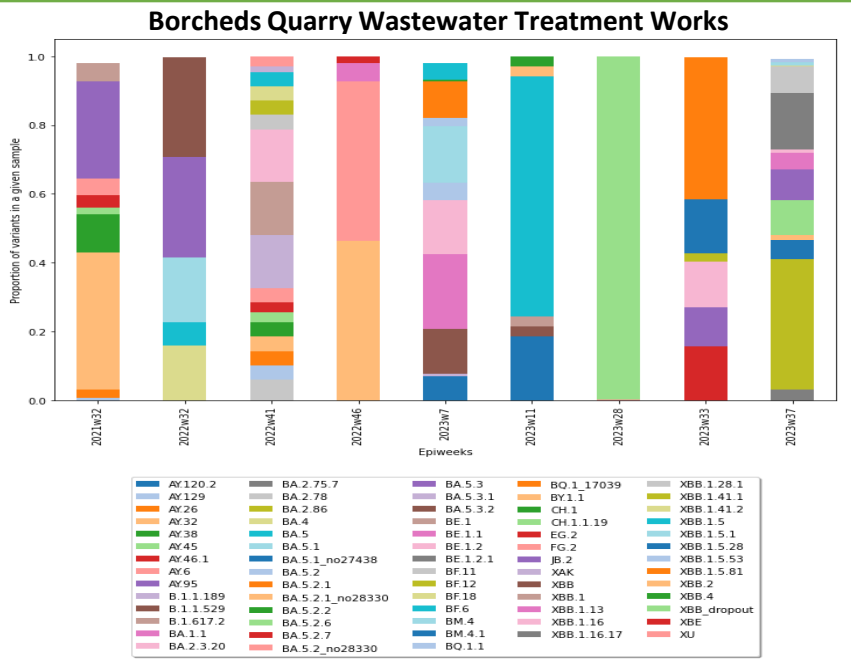 Borcheds Quarry Wastewater Treatment Works
Proportion of variants in a given sample
1.0
0.8
0.6
0.4
0.2
0.0
2021w32
2022w32
2022w41
2022w46
2023w7
2023w11
2023w28
2023w33
2023w37
Epiweeks
AY.120.2
AY.129
AY.26
AY.32
AY.38
AY.45
AY.46.1
AY.6
AY.95
B.1.1.189
B.1.1.529
B.1.617.2
BA.1.1
BA.2.3.20
BA.2.75.7
BA.2.78
BA.2.86
BA.4
BA.5
BA.5.1
BA.5.1_no27438
BA.5.2
BA.5.2.1
BA.5.2.1_no28330
BA.5.2.2
BA.5.2.6
BA.5.2.7
BA.5.2_no28330
BA.5.3
BA.5.3.1
BA.5.3.2
BE.1
BE.1.1
BE.1.2
BE.1.2.1
BF.11
BF.12
BF.18
BF.6
BM.4
BM.4.1
BQ.1.1
BQ.1_17039
BY.1.1
CH.1
CH.1.1.19
EG.2
FG.2
JB.2
XAK
XBB
XBB.1
XBB.1.13
XBB.1.16
XBB.1.16.17
XBB.1.28.1
XBB.1.41.1
XBB.1.41.2
XBB.1.5
XBB.1.5.1
XBB.1.5.28
XBB.1.5.53
XBB.1.5.81
XBB.2
XBB.4
XBB_dropout
XBE
XU